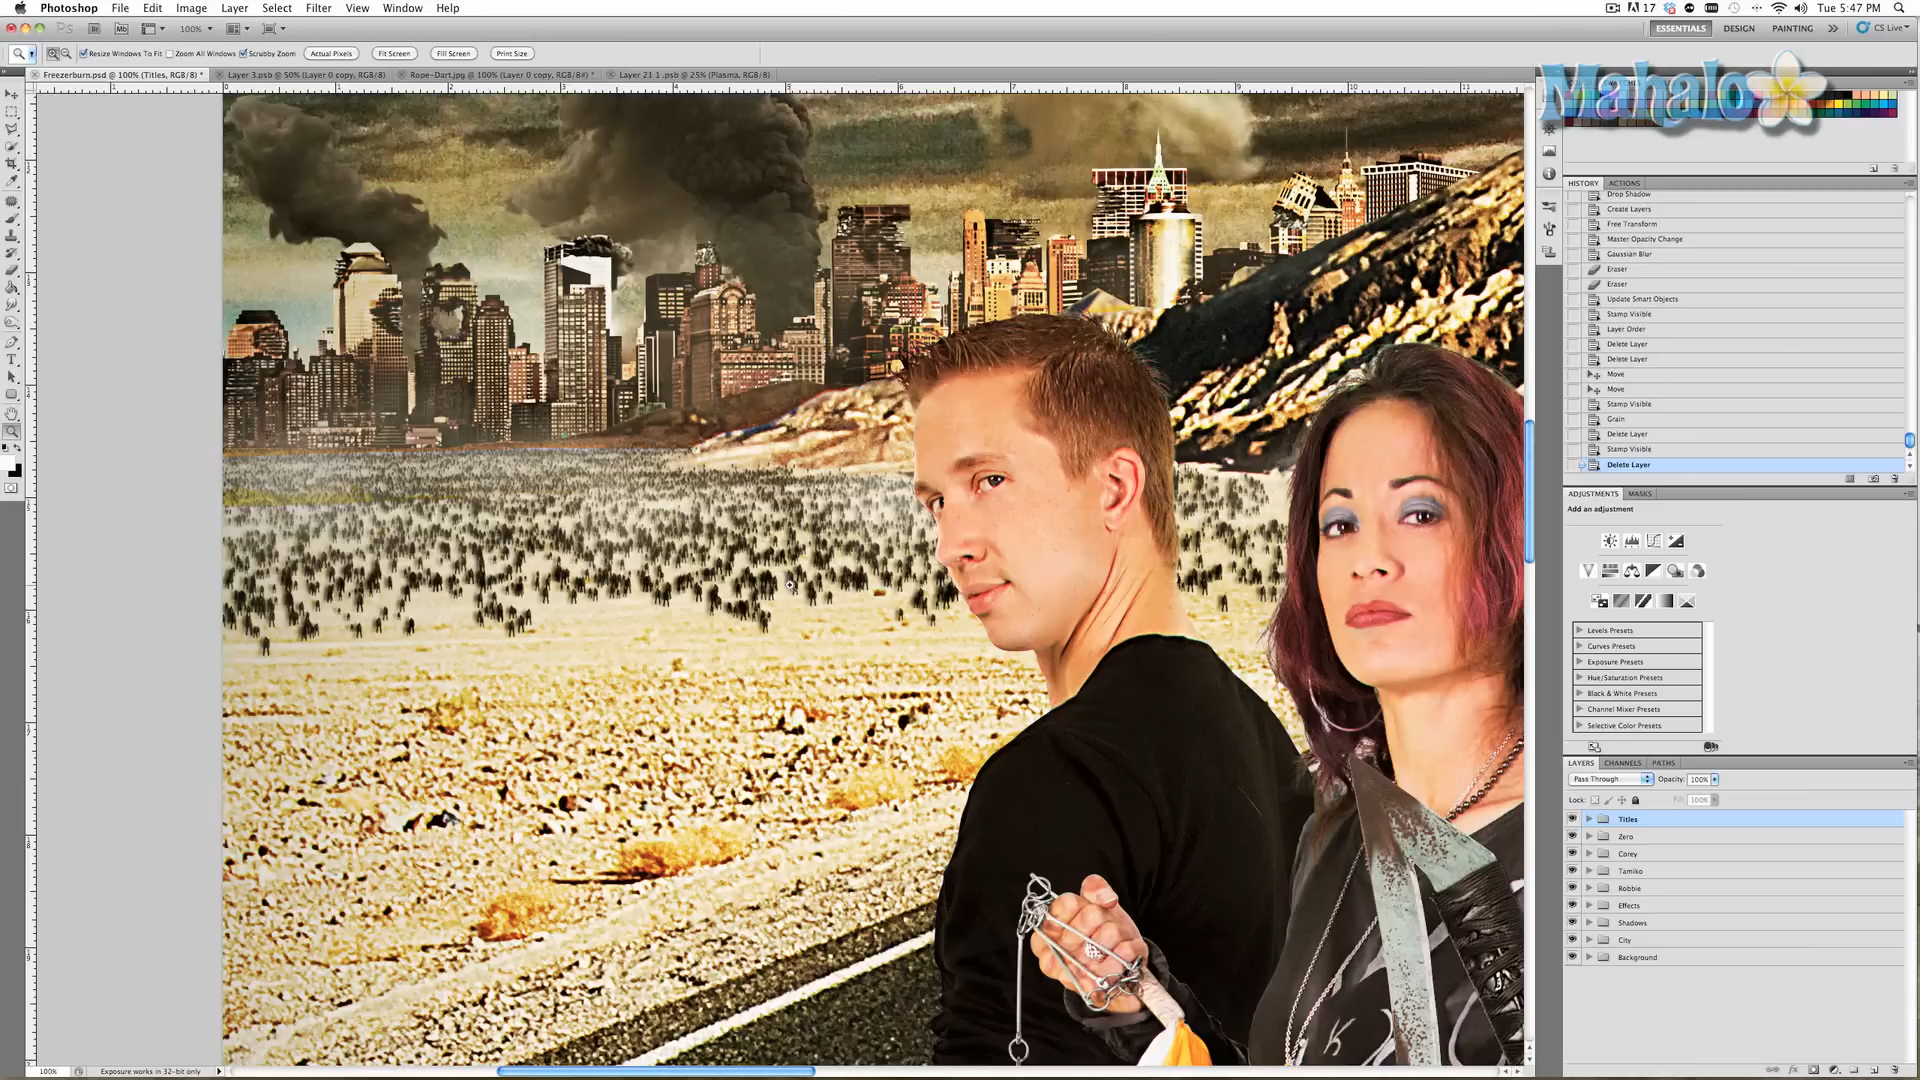 Photoshop File Edit Image Layer Select Filter View Window Help
17 Tue 5:47 PM
Ps Br Mb 100% ESSENTIALS DESIGN PAINTING CS Live
Resize Windows To Fit Zoom All Windows Scrubby Zoom Actual Pixels Fit Screen Fill Screen Print Size
Freezerburn.psd @ 100% (Titles, RGB/8) * Layer 3.psb @ 50% (Layer 0 copy, RGB/8) Rope-Dart.jpg @ 100% (Layer 0 copy, RGB/8#) * Layer 21 1 .psb @ 25% (Plasma, RGB/8)
Mahalo
HISTORY ACTIONS
Drop Shadow
Create Layers
Free Transform
Master Opacity Change
Gaussian Blur
Eraser
Eraser
Update Smart Objects
Stamp Visible
Layer Order
Delete Layer
Delete Layer
Move
Move
Stamp Visible
Grain
Delete Layer
Stamp Visible
Delete Layer
ADJUSTMENTS MASKS
Add an adjustment
Levels Presets
Curves Presets
Exposure Presets
Hue/Saturation Presets
Black & White Presets
Channel Mixer Presets
Selective Color Presets
LAYERS CHANNELS PATHS
Pass Through Opacity: 100%
Lock: Fill: 100%
Titles
Zero
Corey
Tamiko
Robbie
Effects
Shadows
City
Background
100% Exposure works in 32-bit only